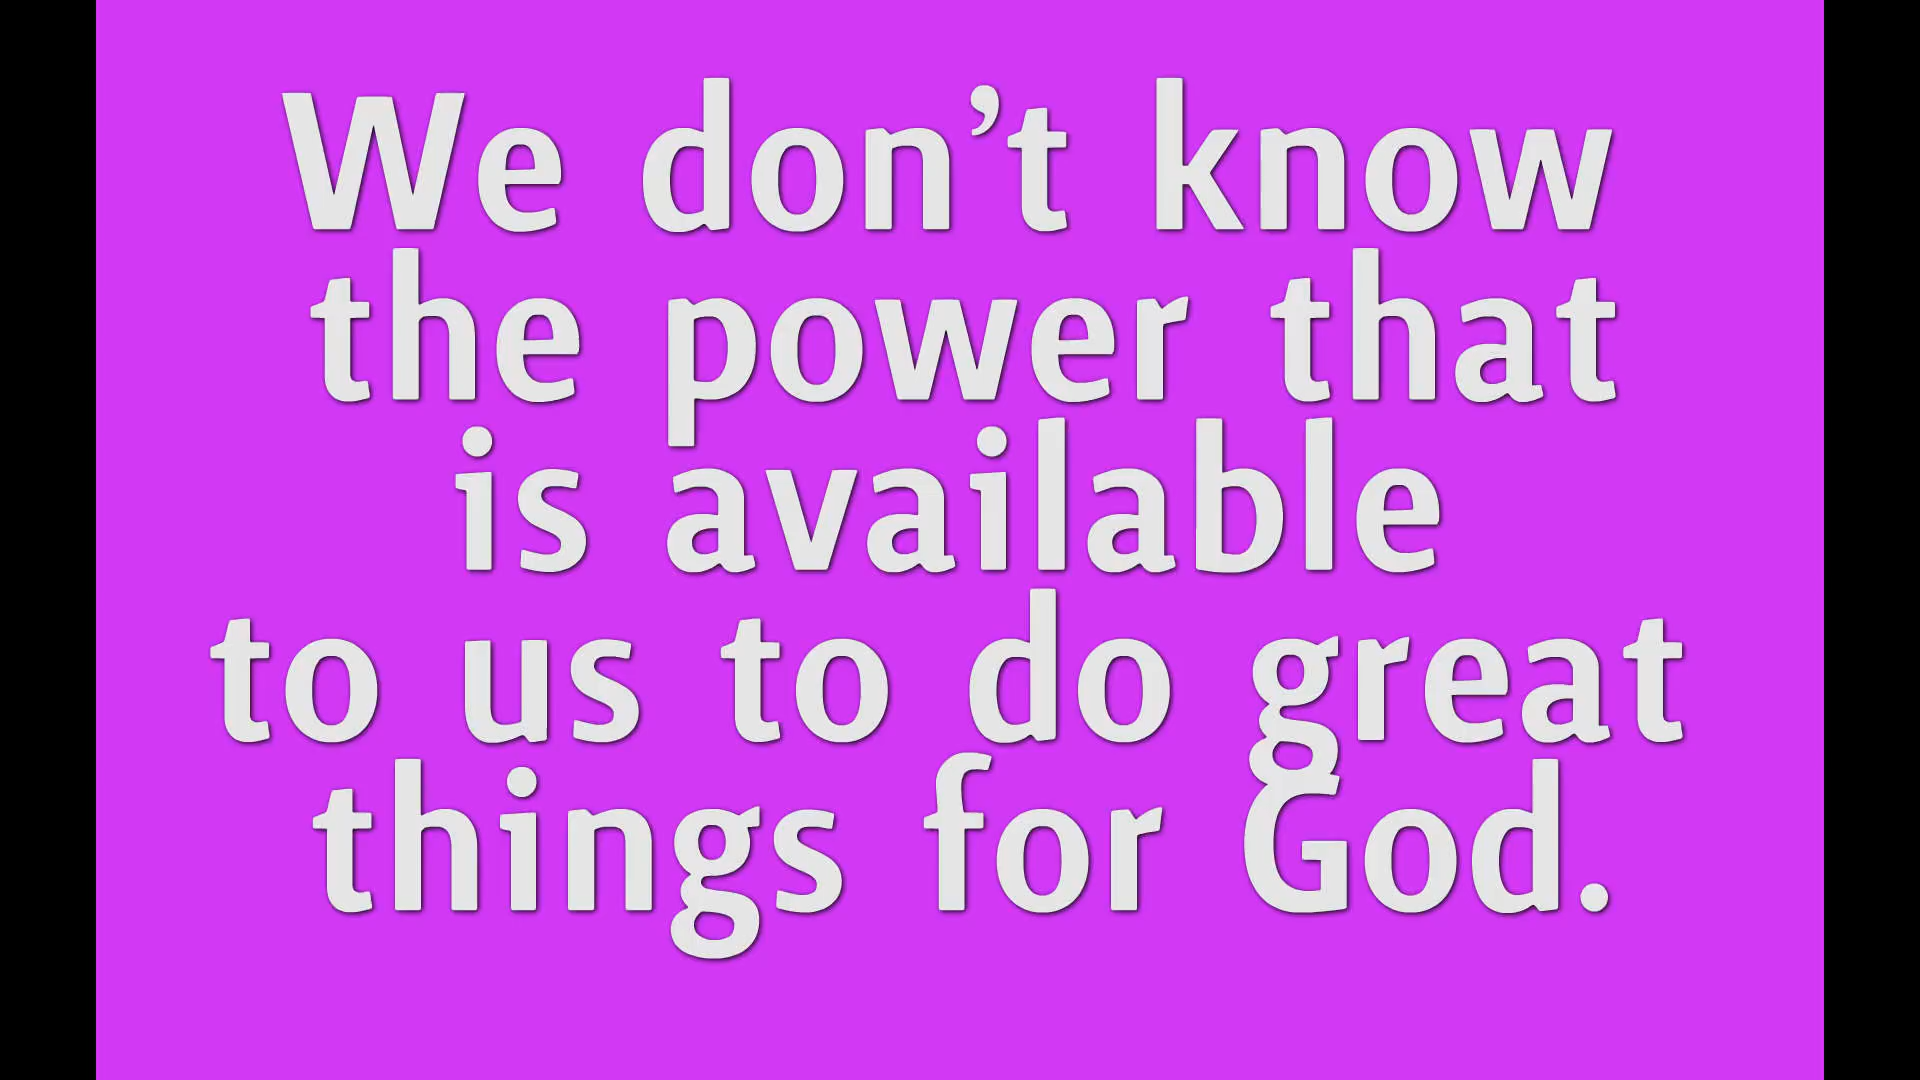 We don’t know
the power that
is available
to us to do great
things for God.